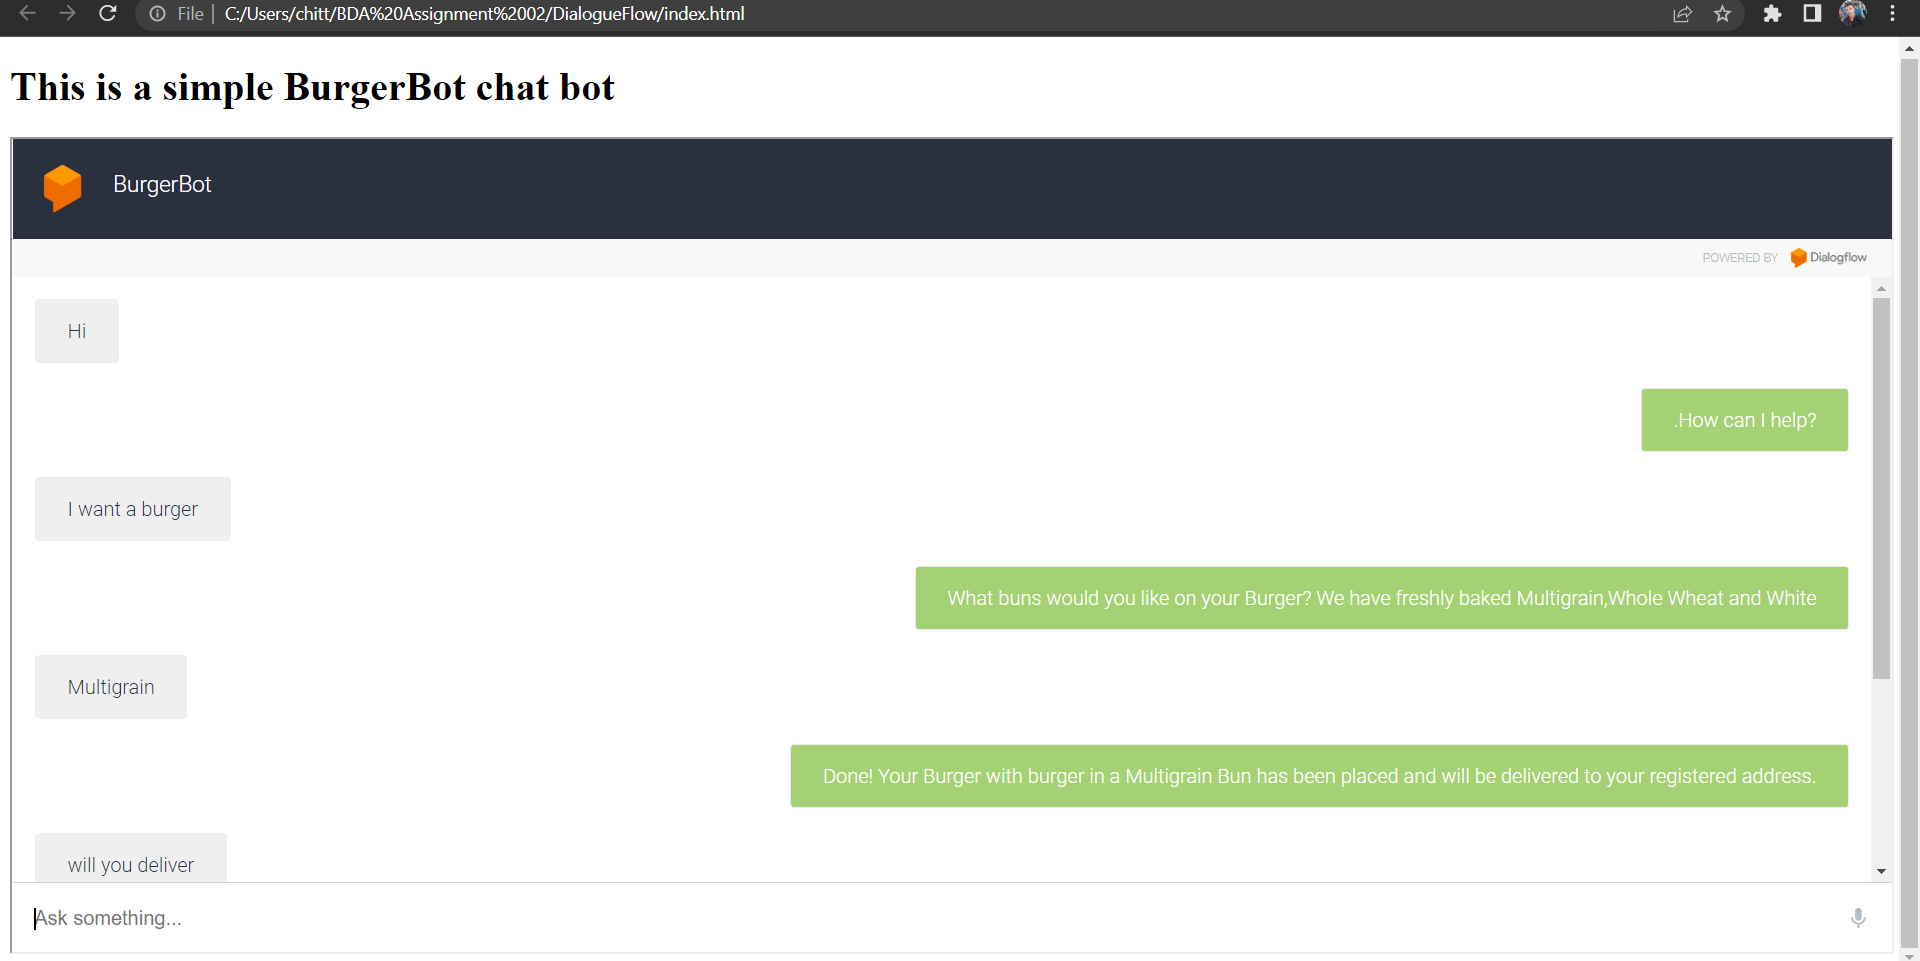 File | C:/Users/chitt/BDA%20Assignment%2002/DialogueFlow/index.html
This is a simple BurgerBot chat bot
BurgerBot
POWERED BY Dialogflow
Hi
.How can I help?
I want a burger
What buns would you like on your Burger? We have freshly baked Multigrain,Whole Wheat and White
Multigrain
Done! Your Burger with burger in a Multigrain Bun has been placed and will be delivered to your registered address.
will you deliver
Ask something...